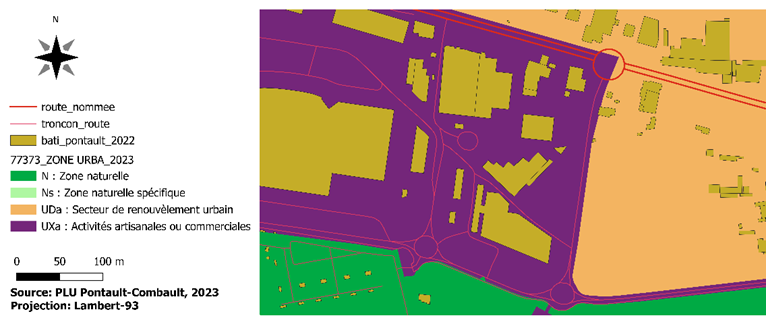 N
route_nommee
troncon_route
bati_pontault_2022
77373_ZONE URBA_2023
N : Zone naturelle
Ns : Zone naturelle spécifique
UDa : Secteur de renouvèlement urbain
UXa : Activités artisanales ou commerciales
0 50 100 m
Source: PLU Pontault-Combault, 2023
Projection: Lambert-93